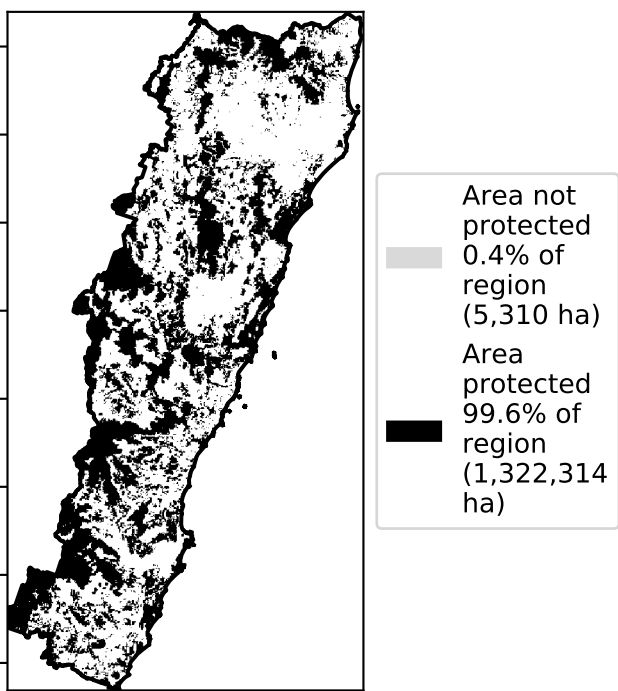 Area not
protected
0.4% of
region
(5,310 ha)
Area
protected
99.6% of
region
(1,322,314
ha)